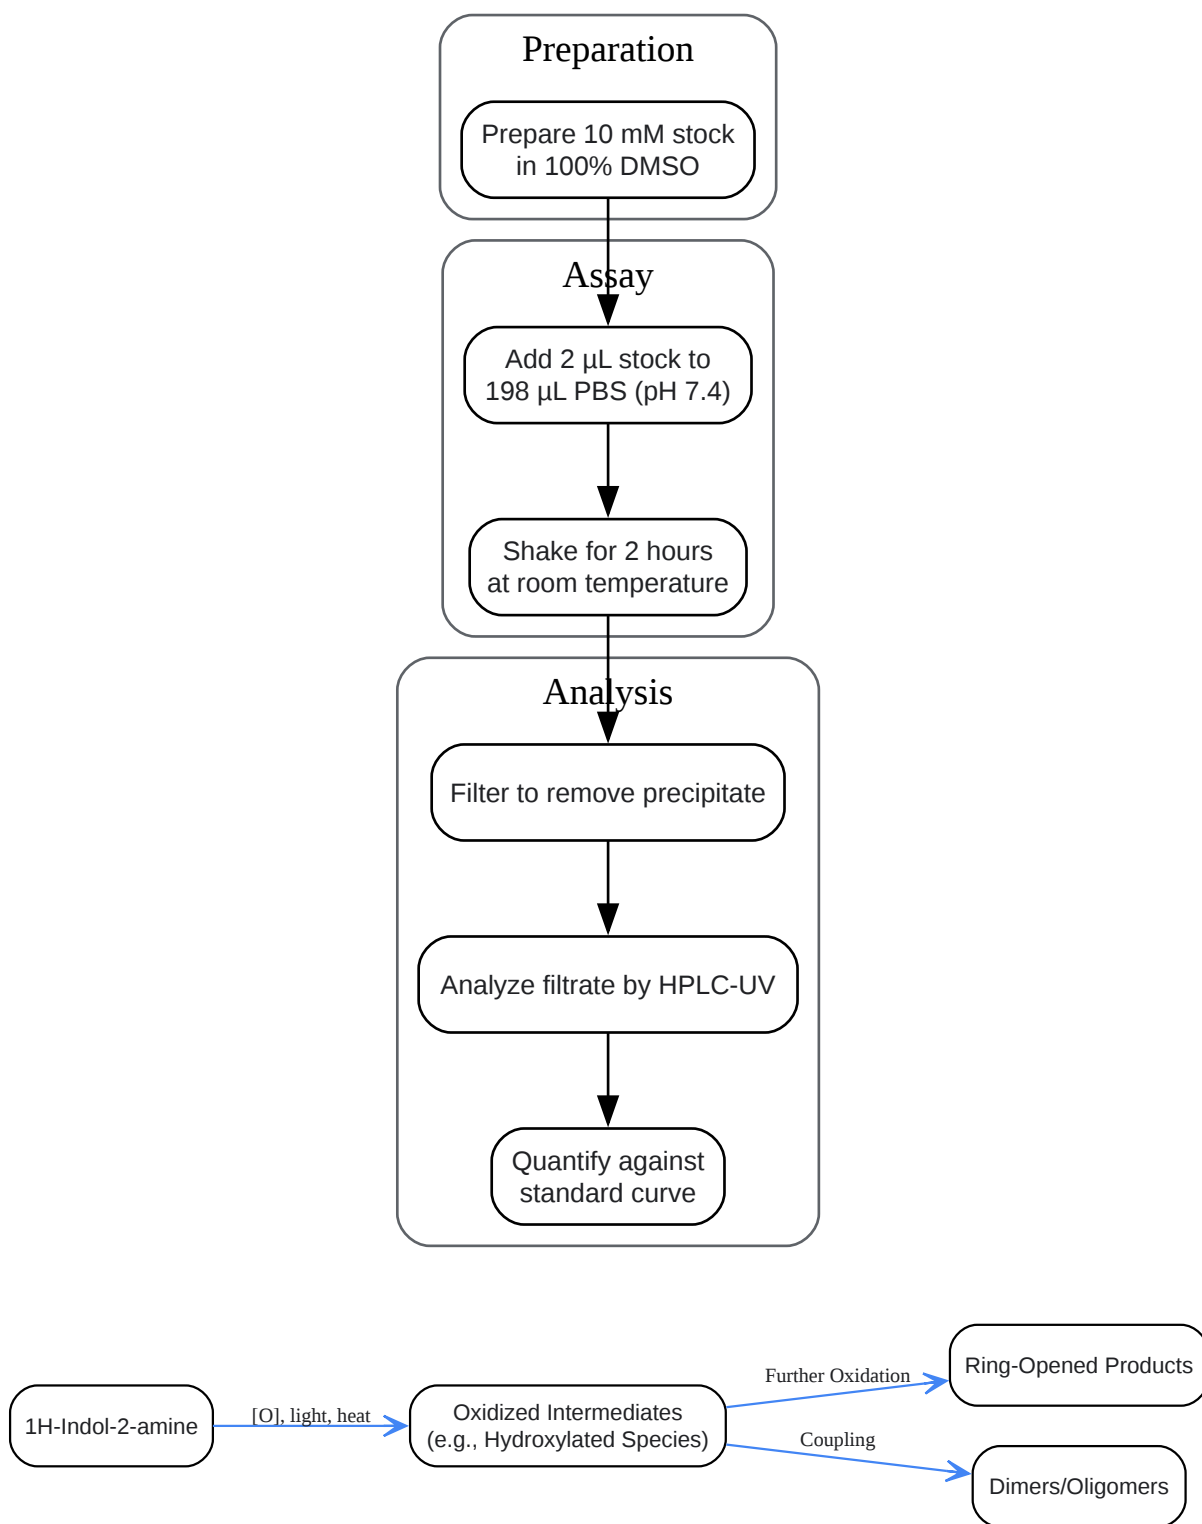 Preparation
Prepare 10 mM stock
in 100% DMSO
Assay
Add 2 µL stock to
198 µL PBS (pH 7.4)
Shake for 2 hours
at room temperature
Analysis
Filter to remove precipitate
Analyze filtrate by HPLC-UV
Quantify against
standard curve
1H-Indol-2-amine
[O], light, heat
Oxidized Intermediates
(e.g., Hydroxylated Species)
Further Oxidation
Ring-Opened Products
Coupling
Dimers/Oligomers